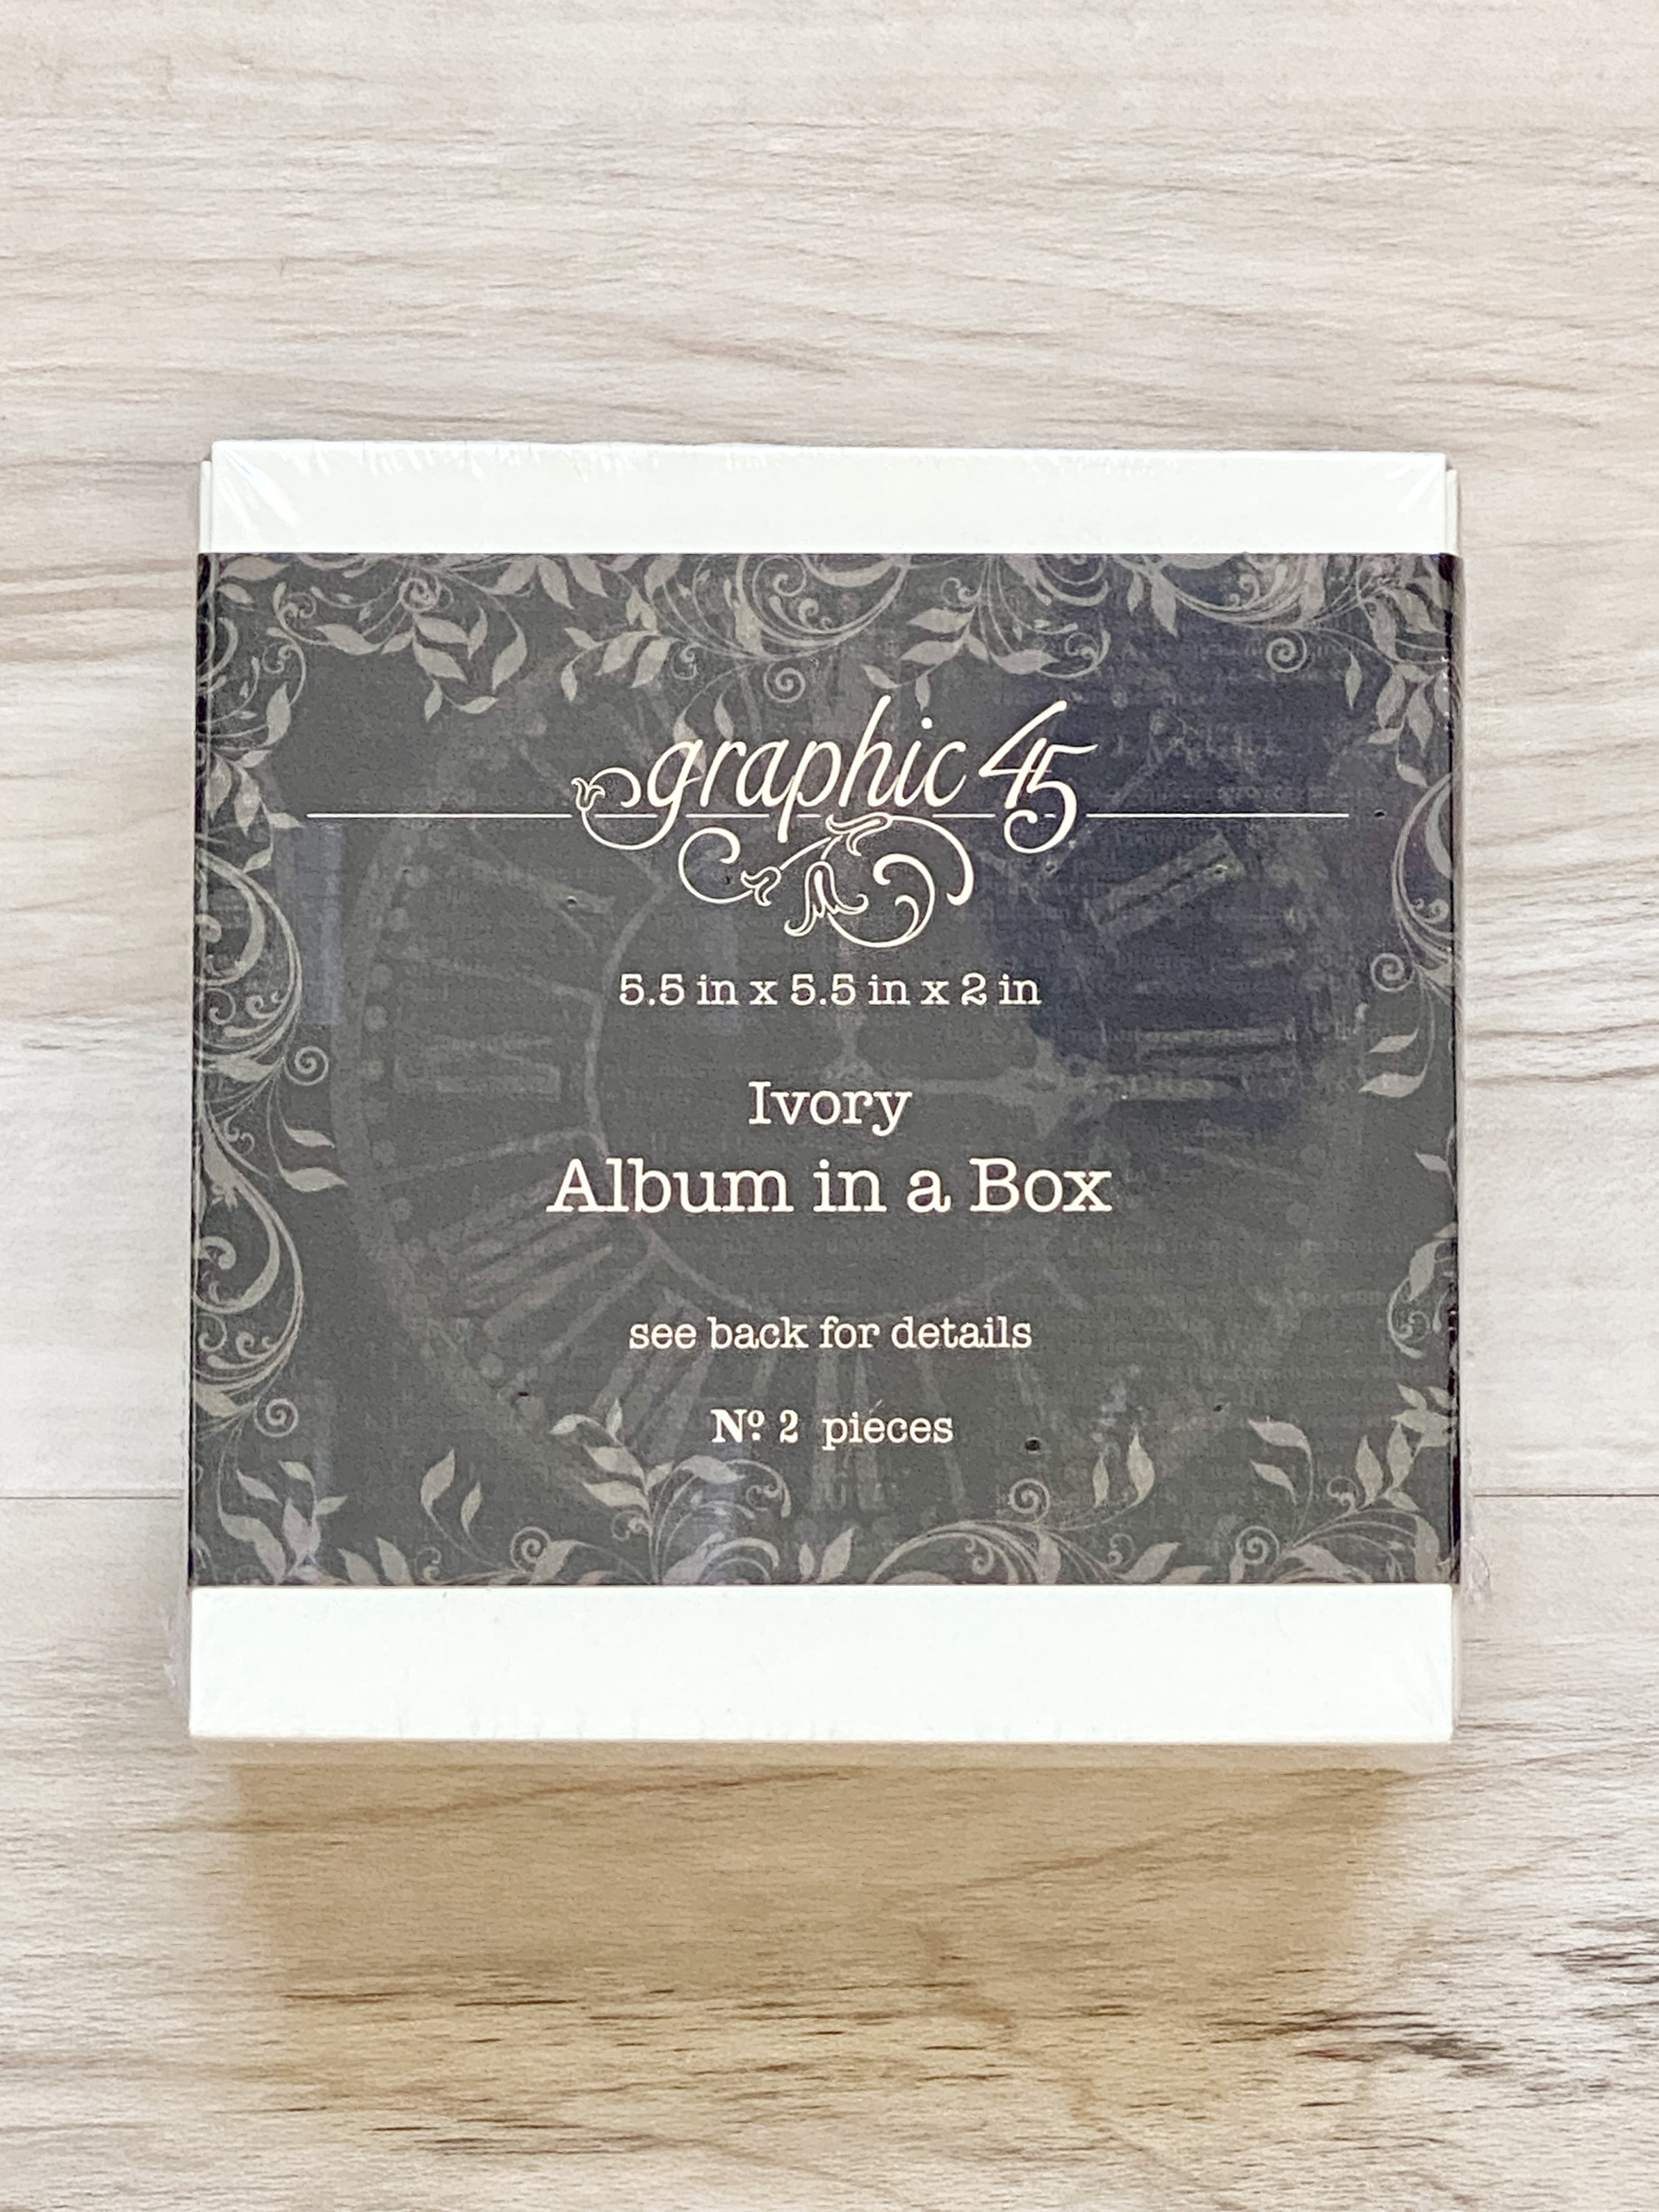 graphic 45
5.5 in x 5.5 in x 2 in
Ivory
Album in a Box
see back for details
Nº 2 pieces